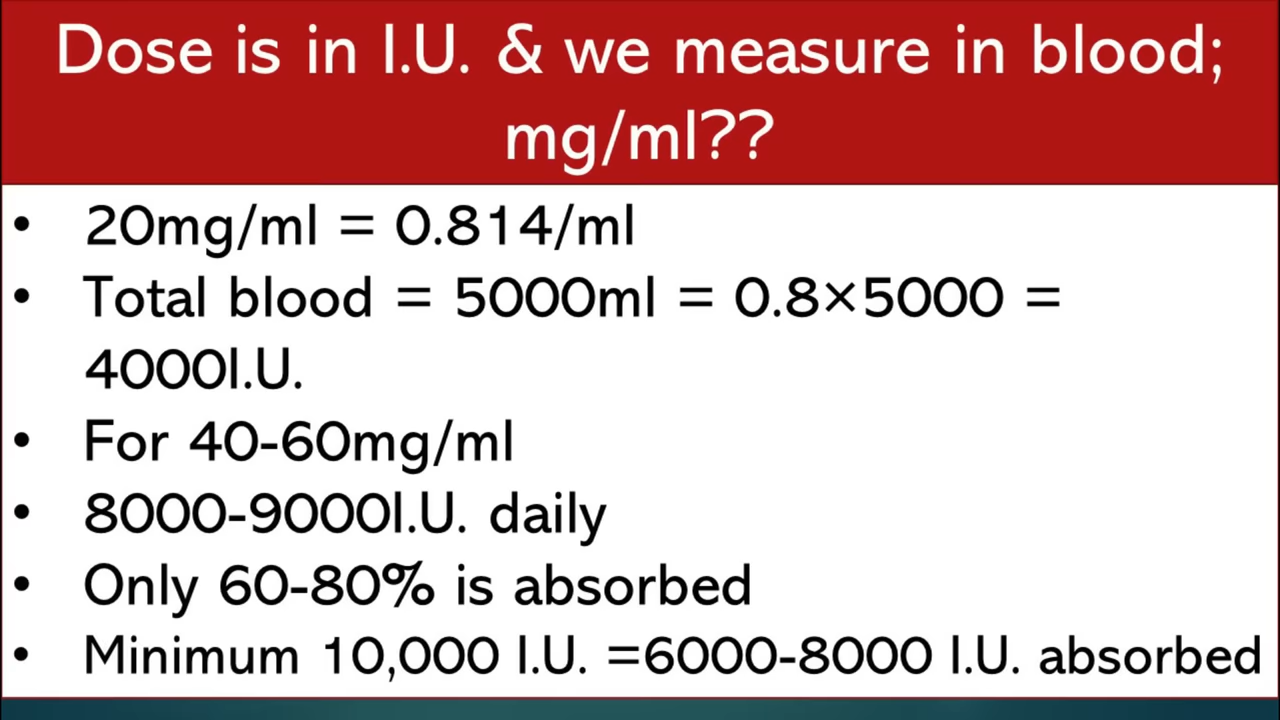 Dose is in I.U. & we measure in blood;
mg/ml??
• 20mg/ml = 0.814/ml
• Total blood = 5000ml = 0.8×5000 =
4000I.U.
• For 40-60mg/ml
• 8000-9000I.U. daily
• Only 60-80% is absorbed
• Minimum 10,000 I.U. =6000-8000 I.U. absorbed